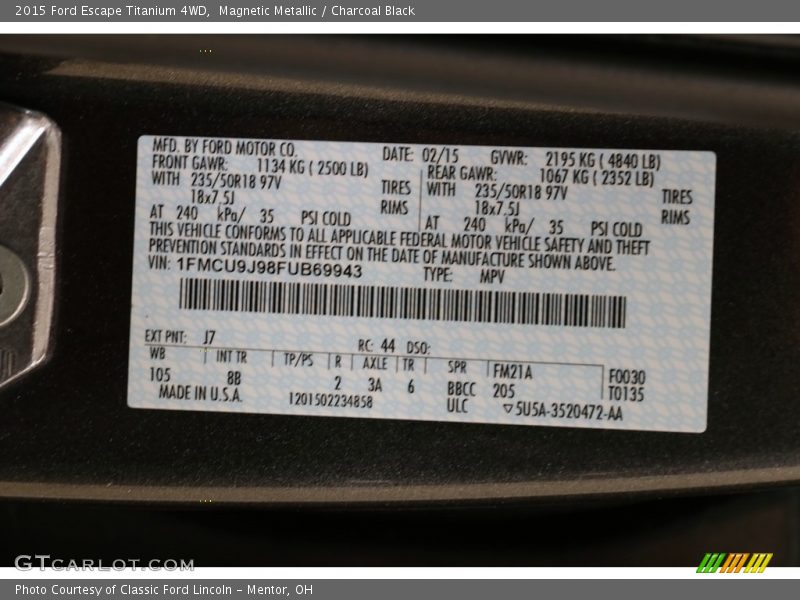 2015 Ford Escape Titanium 4WD,  Magnetic Metallic / Charcoal Black
MFD. BY FORD MOTOR CO. DATE: 02/15 GVWR: 2195 KG ( 4840 LB)
FRONT GAWR: 1134 KG ( 2500 LB) REAR GAWR: 1067 KG ( 2352 LB)
WITH 235/50R18 97V TIRES WITH 235/50R18 97V TIRES
18x7.5J RIMS 18x7.5J RIMS
AT 240 kPa/ 35 PSI COLD AT 240 kPa/ 35 PSI COLD
THIS VEHICLE CONFORMS TO ALL APPLICABLE FEDERAL MOTOR VEHICLE SAFETY AND THEFT
PREVENTION STANDARDS IN EFFECT ON THE DATE OF MANUFACTURE SHOWN ABOVE.
VIN: 1FMCU9J98FUB69943 TYPE: MPV
EXT PNT: J7 RC: 44 DSO:
WB INT TR TP/PS R AXLE TR SPR FM21A F0030
105 8B 2 3A 6 BBCC 205 T0135
MADE IN U.S.A. 1201502234858 ULC ▽5U5A-3520472-AA
GTCARLOT.COM
Photo Courtesy of Classic Ford Lincoln – Mentor, OH